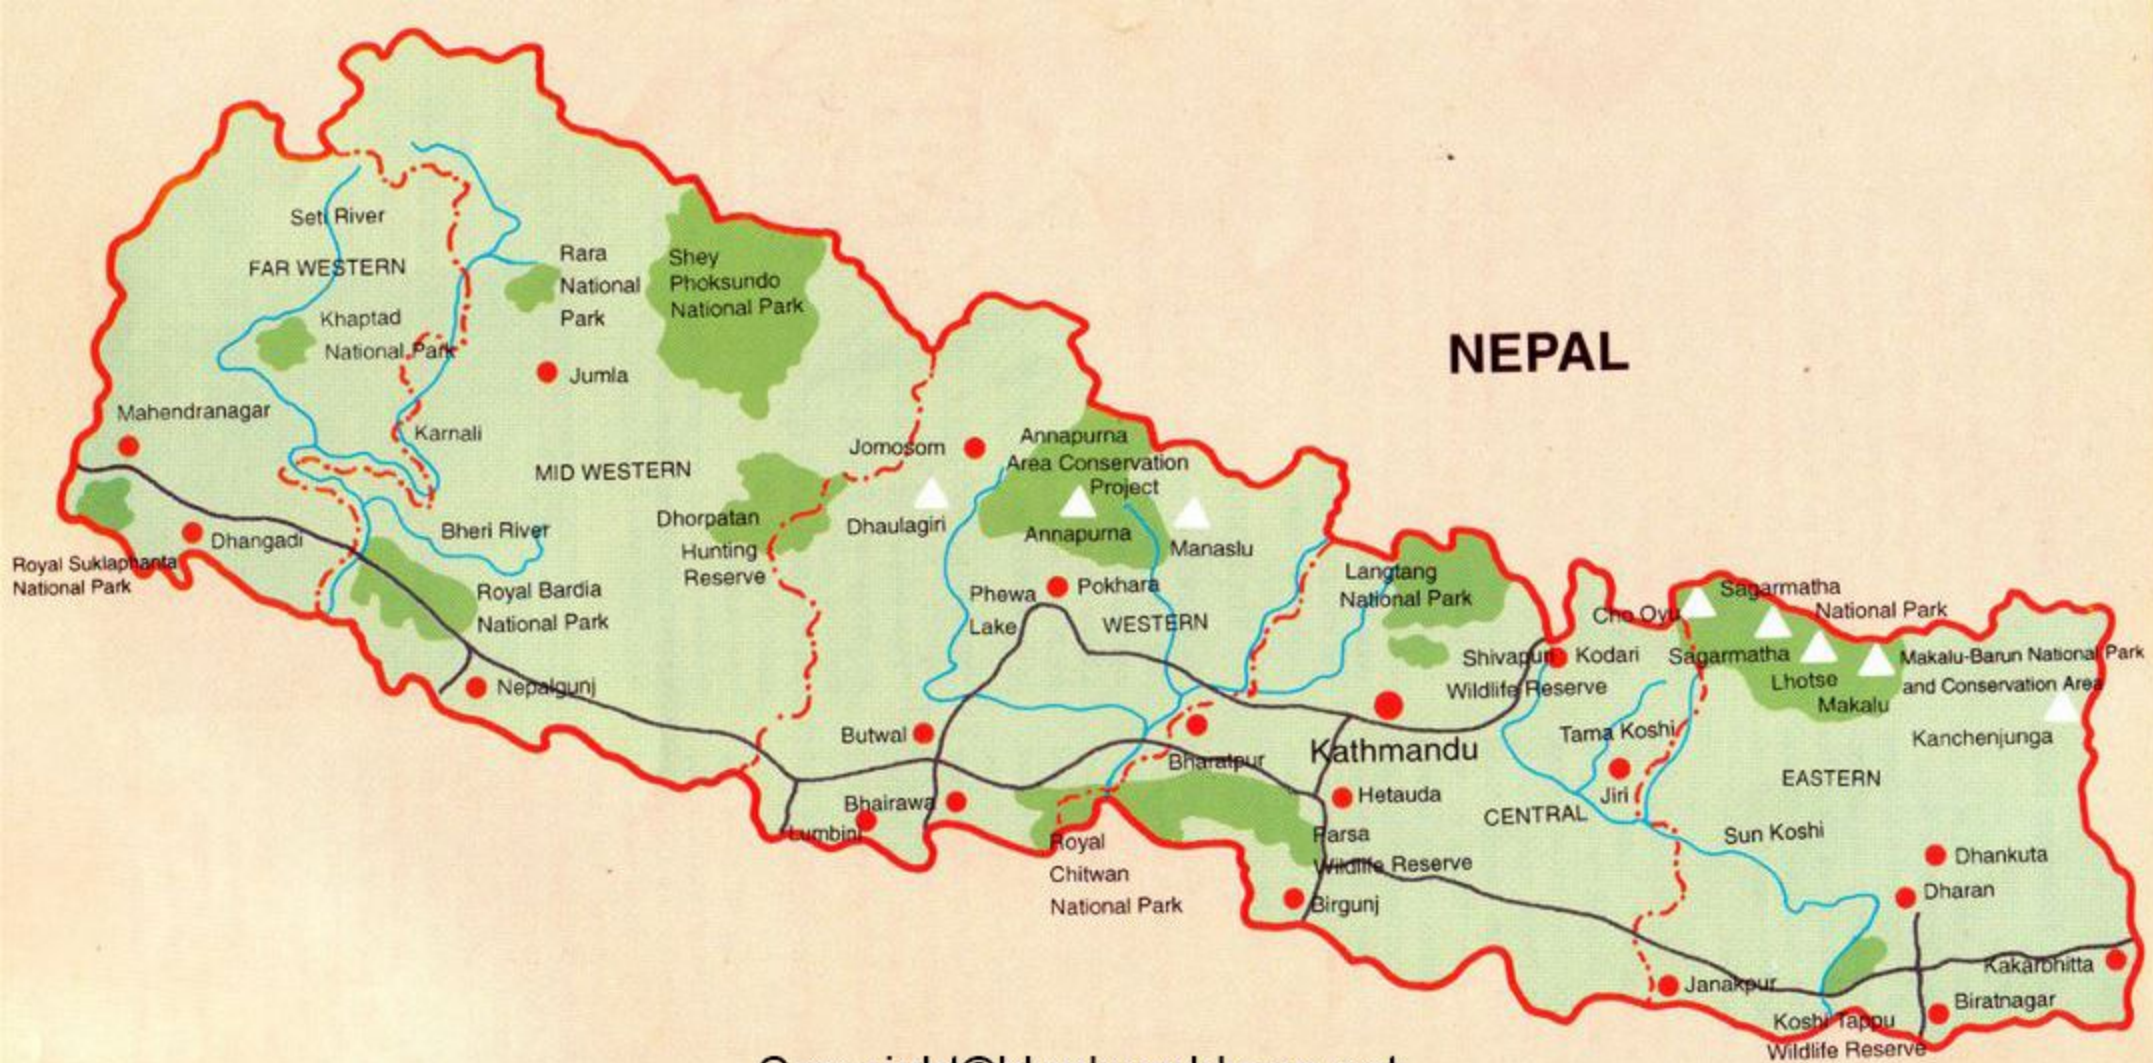 NEPAL
Seti River
FAR WESTERN
Khaptad
National Park
Rara
National
Park
Shey
Phoksundo
National Park
Jumla
Mahendranagar
Karnali
MID WESTERN
Dhangadi
Royal Suklaphanta
National Park
Bheri River
Royal Bardia
National Park
Nepalgunj
Dhorpatan
Hunting
Reserve
Jomosom
Dhaulagiri
Annapurna
Area Conservation
Project
Annapurna
Manaslu
Phewa
Lake
Pokhara
WESTERN
Butwal
Bhairawa
Lumbini
Bharatpur
Royal
Chitwan
National Park
Langtang
National Park
Shivapuri
Wildlife Reserve
Kodari
Kathmandu
Hetauda
Parsa
Wildlife Reserve
Birgunj
CENTRAL
Tama Koshi
Jiri
Cho Oyu
Sagarmatha
National Park
Sagarmatha
Lhotse
Makalu
Makalu-Barun National Park
and Conservation Area
Kanchenjunga
EASTERN
Sun Koshi
Dhankuta
Dharan
Janakpur
Kakarbhitta
Biratnagar
Koshi Tappu
Wildlife Reserve